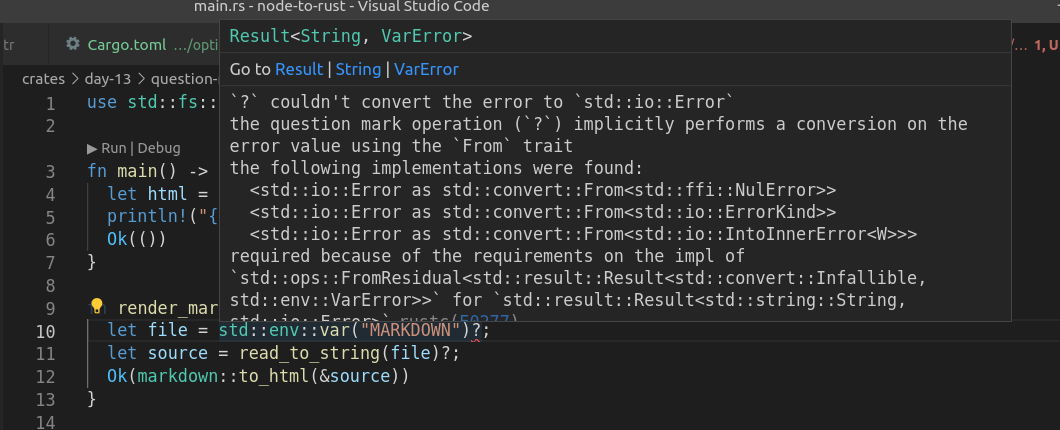 main.rs - node-to-rust - Visual Studio Code
tr
Cargo.toml …/opti
/… 1, U
crates > day-13 > question-
Result<String, VarError>
Go to Result | String | VarError
`?` couldn't convert the error to `std::io::Error`
the question mark operation (`?`) implicitly performs a conversion on the
error value using the `From` trait
the following implementations were found:
<std::io::Error as std::convert::From<std::ffi::NulError>>
<std::io::Error as std::convert::From<std::io::ErrorKind>>
<std::io::Error as std::convert::From<std::io::IntoInnerError<W>>>
required because of the requirements on the impl of
`std::ops::FromResidual<std::result::Result<std::convert::Infallible,
std::env::VarError>>` for `std::result::Result<std::string::String,
std::io::Error>` rustc(E0277)
1 use std::fs::
2
▶ Run | Debug
3 fn main() ->
4 let html =
5 println!("{
6 Ok(())
7 }
8
9 render_mar
10 let file = std::env::var("MARKDOWN")?;
11 let source = read_to_string(file)?;
12 Ok(markdown::to_html(&source))
13 }
14